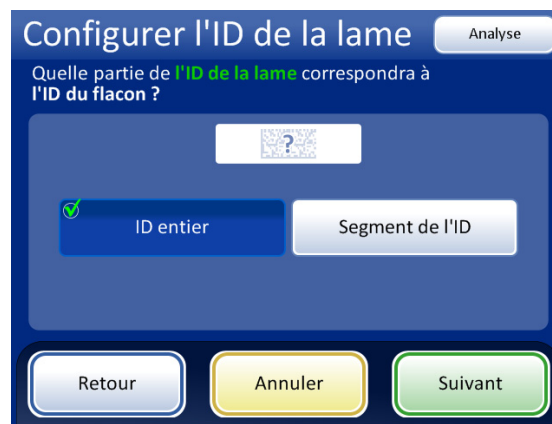 Configurer l'ID de la lame
Analyse
Quelle partie de l'ID de la lame correspondra à
l'ID du flacon ?
?
ID entier
Segment de l'ID
Retour
Annuler
Suivant